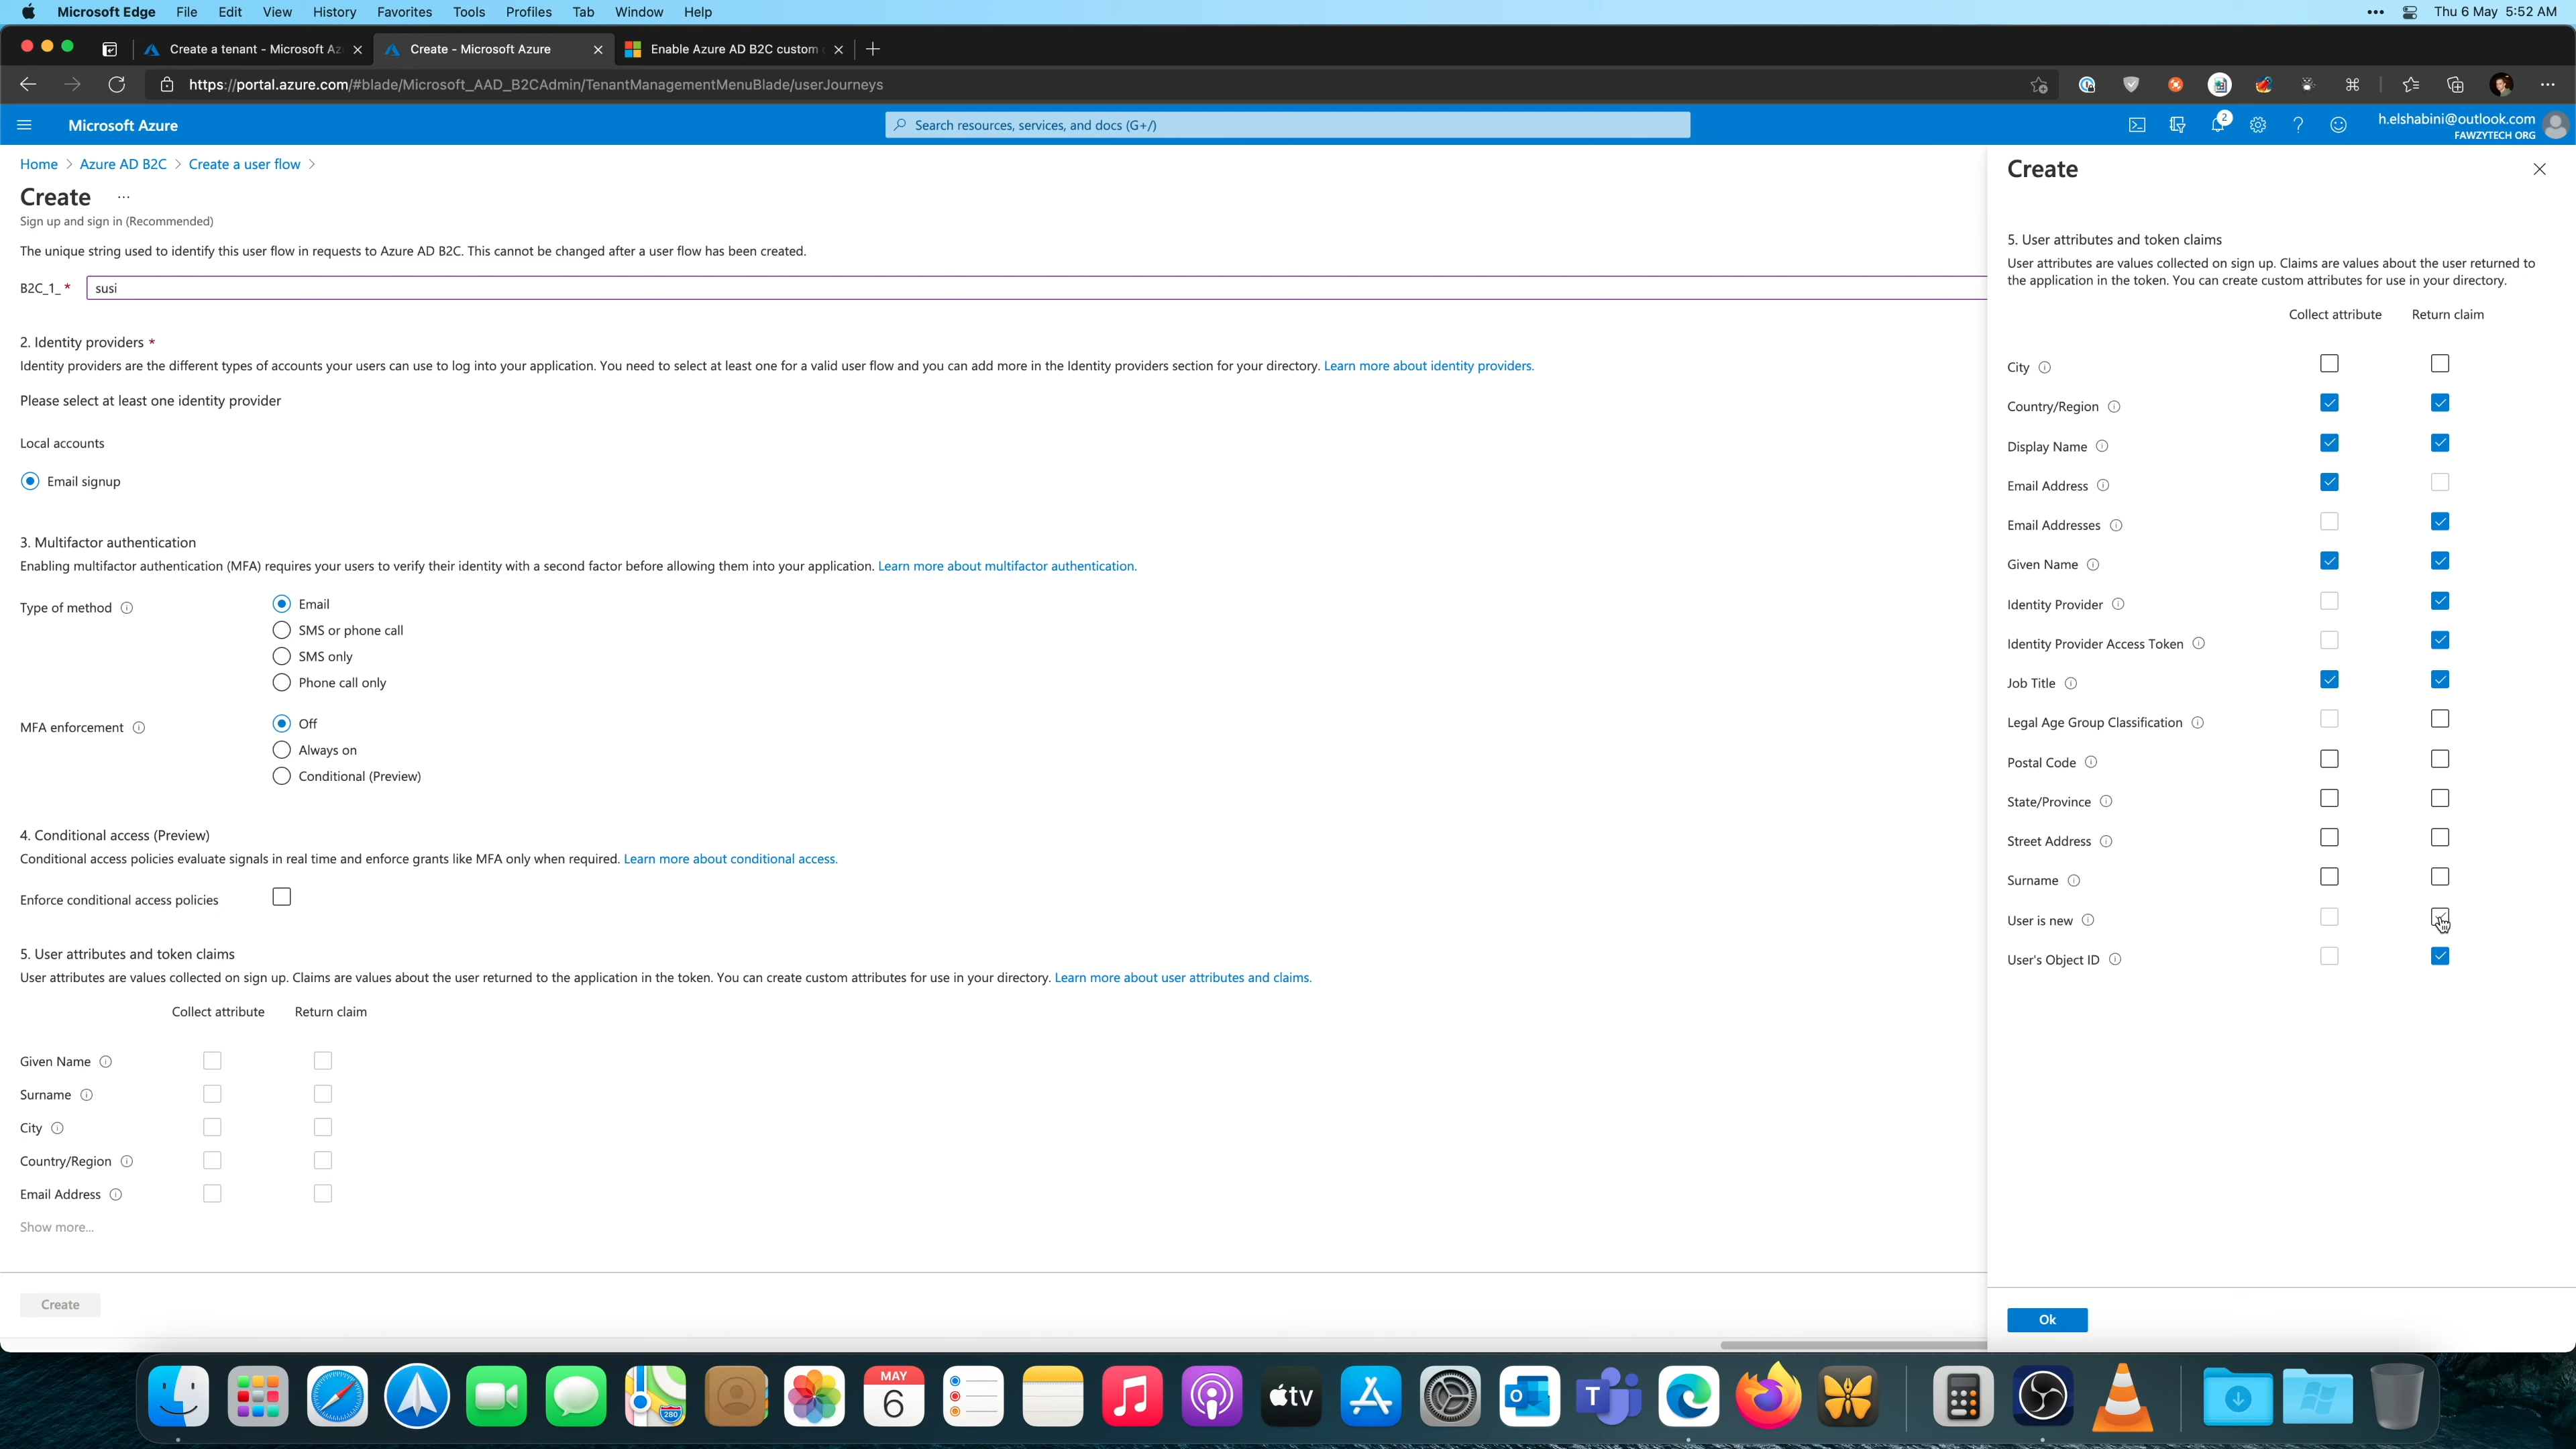 Microsoft Edge File Edit View History Favorites Tools Profiles Tab Window Help
Thu 6 May 5:52 AM
Create a tenant - Microsoft Az
Create - Microsoft Azure
Enable Azure AD B2C custom
https://portal.azure.com/#blade/Microsoft_AAD_B2CAdmin/TenantManagementMenuBlade/userJourneys
Microsoft Azure
Search resources, services, and docs (G+/)
2
h.elshabini@outlook.com
FAWZYTECH ORG
Home > Azure AD B2C > Create a user flow >
Create ...
Sign up and sign in (Recommended)
The unique string used to identify this user flow in requests to Azure AD B2C. This cannot be changed after a user flow has been created.
B2C_1_ * susi
2. Identity providers *
Identity providers are the different types of accounts your users can use to log into your application. You need to select at least one for a valid user flow and you can add more in the Identity providers section for your directory. Learn more about identity providers.
Please select at least one identity provider
Local accounts
Email signup
3. Multifactor authentication
Enabling multifactor authentication (MFA) requires your users to verify their identity with a second factor before allowing them into your application. Learn more about multifactor authentication.
Type of method
Email
SMS or phone call
SMS only
Phone call only
MFA enforcement
Off
Always on
Conditional (Preview)
4. Conditional access (Preview)
Conditional access policies evaluate signals in real time and enforce grants like MFA only when required. Learn more about conditional access.
Enforce conditional access policies
5. User attributes and token claims
User attributes are values collected on sign up. Claims are values about the user returned to the application in the token. You can create custom attributes for use in your directory. Learn more about user attributes and claims.
Collect attribute Return claim
Given Name
Surname
City
Country/Region
Email Address
Show more...
Create
Create
5. User attributes and token claims
User attributes are values collected on sign up. Claims are values about the user returned to
the application in the token. You can create custom attributes for use in your directory.
Collect attribute Return claim
City
Country/Region
Display Name
Email Address
Email Addresses
Given Name
Identity Provider
Identity Provider Access Token
Job Title
Legal Age Group Classification
Postal Code
State/Province
Street Address
Surname
User is new
User's Object ID
Ok
280
MAY
6
tv
O
T